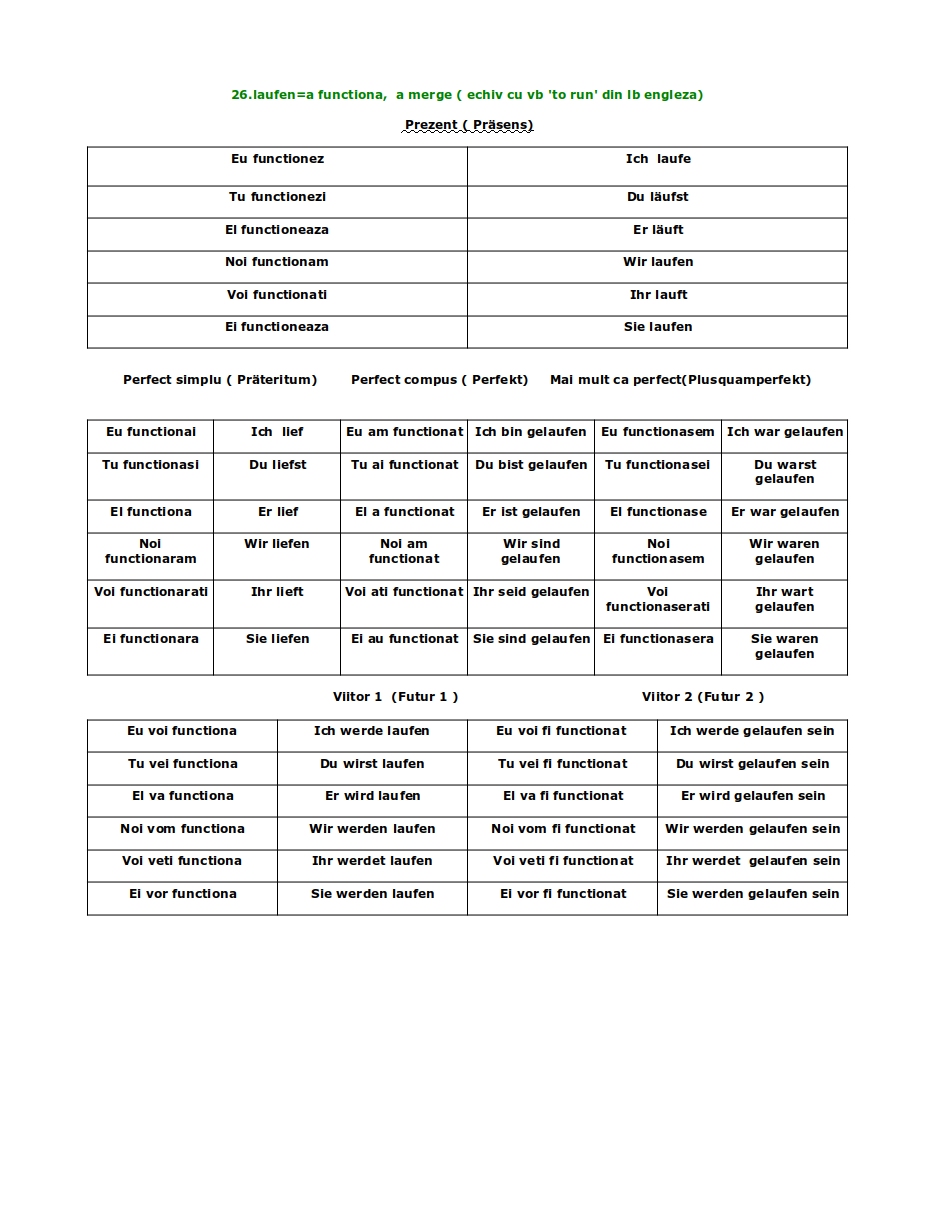 26.laufen=a functiona, a merge ( echiv cu vb 'to run' din lb engleza)
Prezent ( Präsens)
Eu functionez Ich laufe
Tu functionezi Du läufst
El functioneaza Er läuft
Noi functionam Wir laufen
Voi functionati Ihr lauft
Ei functioneaza Sie laufen
Perfect simplu ( Präteritum) Perfect compus ( Perfekt) Mai mult ca perfect(Plusquamperfekt)
Eu functionai Ich lief Eu am functionat Ich bin gelaufen Eu functionasem Ich war gelaufen
Tu functionasi Du liefst Tu ai functionat Du bist gelaufen Tu functionasei Du warst
gelaufen
El functiona Er lief El a functionat Er ist gelaufen El functionase Er war gelaufen
Noi Wir liefen Noi am Wir sind Noi Wir waren
functionaram functionat gelaufen functionasem gelaufen
Voi functionarati Ihr lieft Voi ati functionat Ihr seid gelaufen Voi Ihr wart
functionaserati gelaufen
Ei functionara Sie liefen Ei au functionat Sie sind gelaufen Ei functionasera Sie waren
gelaufen
Viitor 1 (Futur 1 ) Viitor 2 (Futur 2 )
Eu voi functiona Ich werde laufen Eu voi fi functionat Ich werde gelaufen sein
Tu vei functiona Du wirst laufen Tu vei fi functionat Du wirst gelaufen sein
El va functiona Er wird laufen El va fi functionat Er wird gelaufen sein
Noi vom functiona Wir werden laufen Noi vom fi functionat Wir werden gelaufen sein
Voi veti functiona Ihr werdet laufen Voi veti fi functionat Ihr werdet gelaufen sein
Ei vor functiona Sie werden laufen Ei vor fi functionat Sie werden gelaufen sein